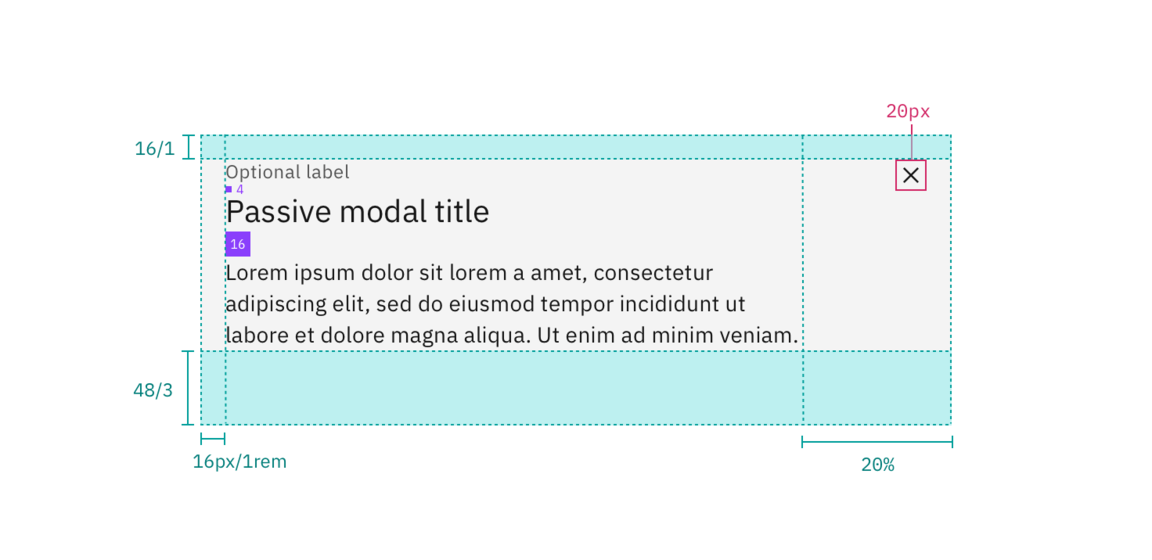 20px
16/1
Optional label
4
Passive modal title
16
Lorem ipsum dolor sit lorem a amet, consectetur
adipiscing elit, sed do eiusmod tempor incididunt ut
labore et dolore magna aliqua. Ut enim ad minim veniam.
48/3
16px/1rem
20%